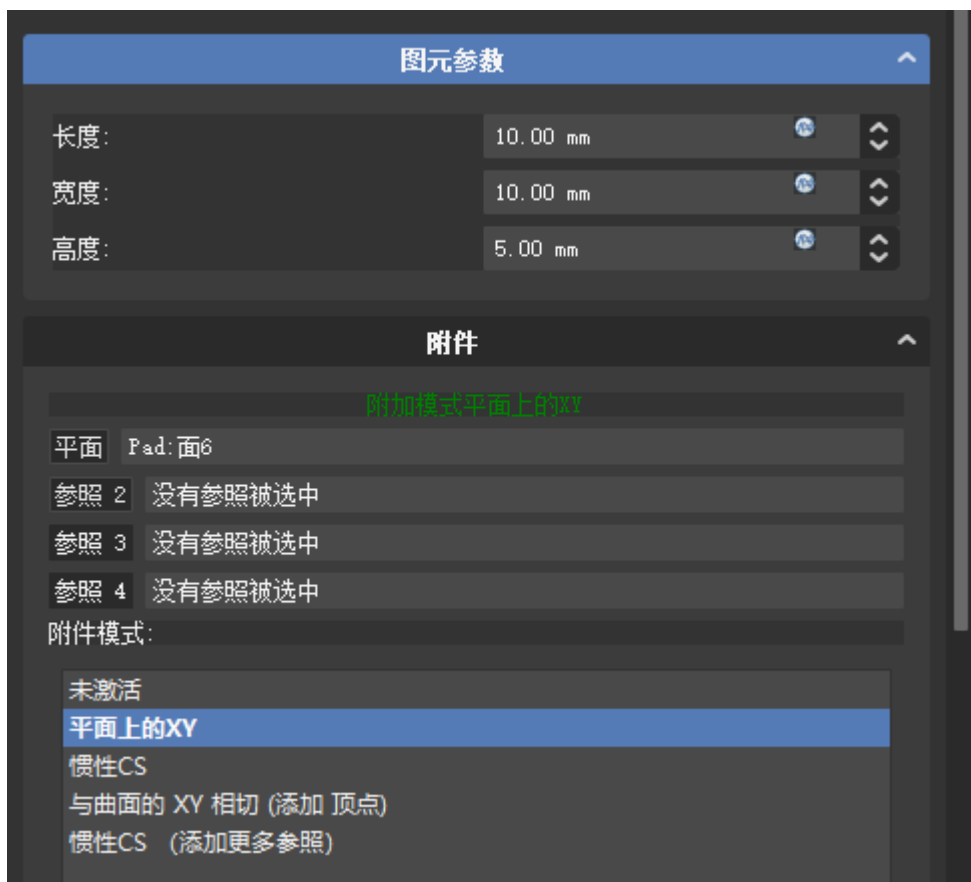 图元参数
长度: 10.00 mm
宽度: 10.00 mm
高度: 5.00 mm
附件
附加模式平面上的XY
平面 Pad:面6
参照 2 没有参照被选中
参照 3 没有参照被选中
参照 4 没有参照被选中
附件模式:
未激活
平面上的XY
惯性CS
与曲面的 XY 相切 (添加 顶点)
惯性CS (添加更多参照)